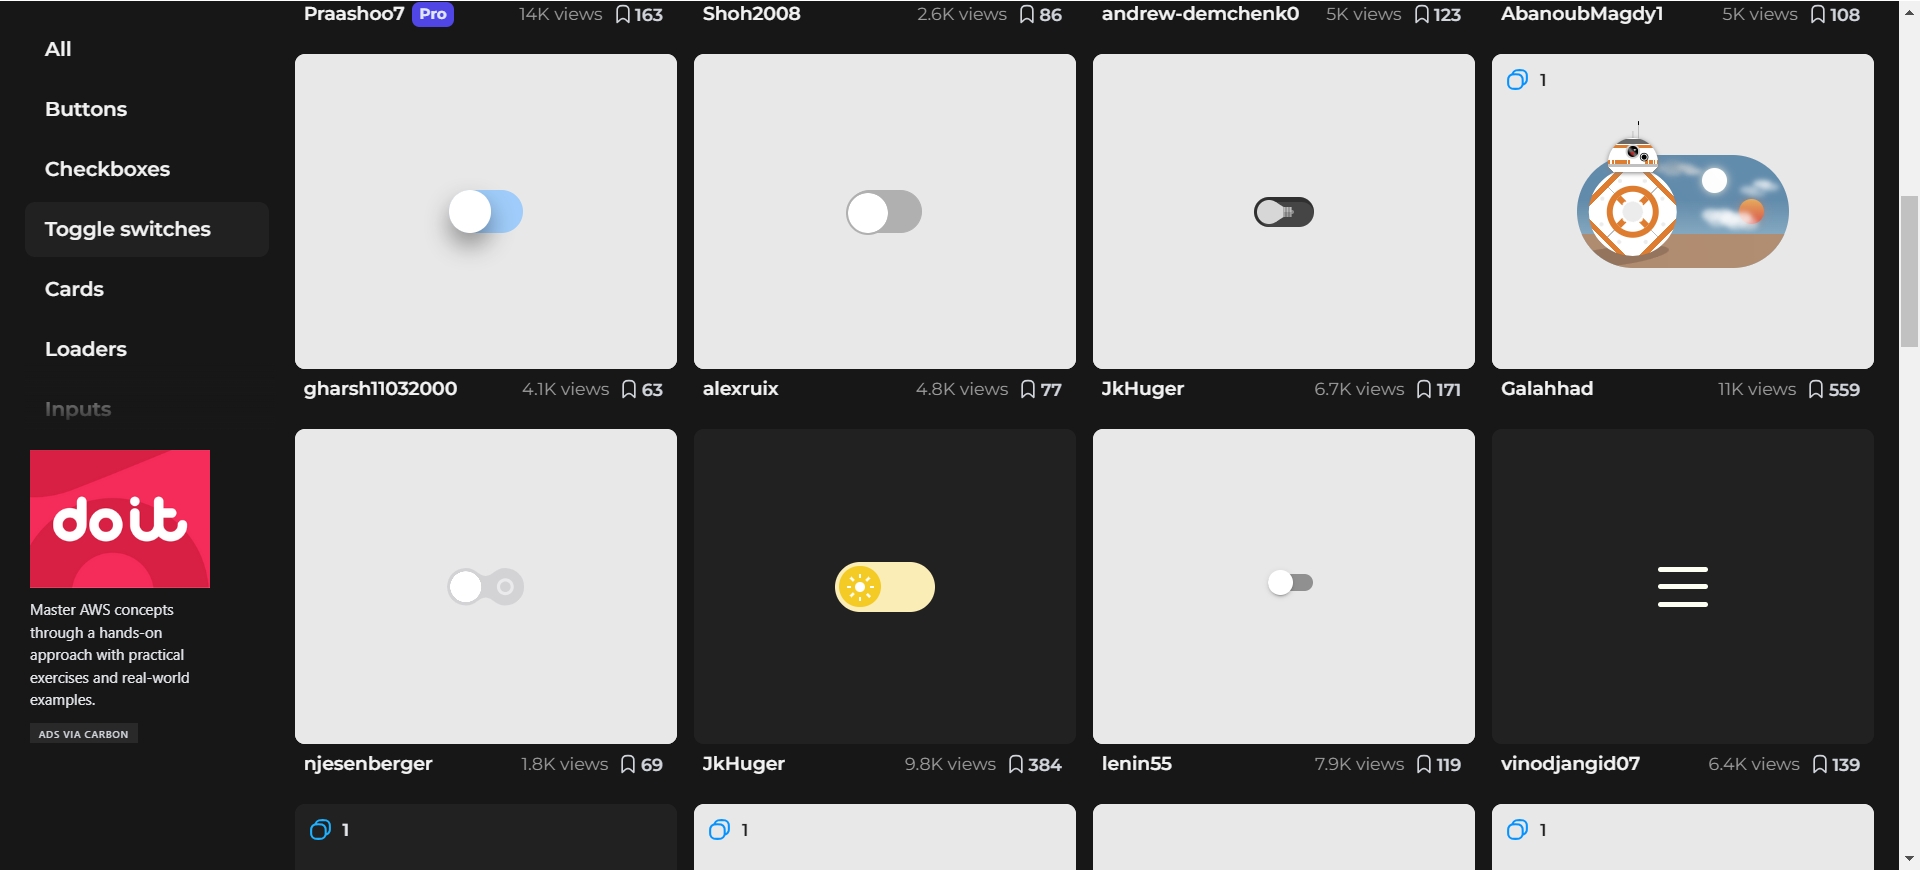 Praashoo7 Pro 14K views 163
Shoh2008 2.6K views 86
andrew-demchenk0 5K views 123
AbanoubMagdy1 5K views 108
All
Buttons
Checkboxes
Toggle switches
Cards
Loaders
Inputs
1
gharsh11032000 4.1K views 63
alexruix 4.8K views 77
JkHuger 6.7K views 171
Galahhad 11K views 559
doit
Master AWS concepts
through a hands-on
approach with practical
exercises and real-world
examples.
ADS VIA CARBON
njesenberger 1.8K views 69
JkHuger 9.8K views 384
lenin55 7.9K views 119
vinodjangid07 6.4K views 139
1
1
1